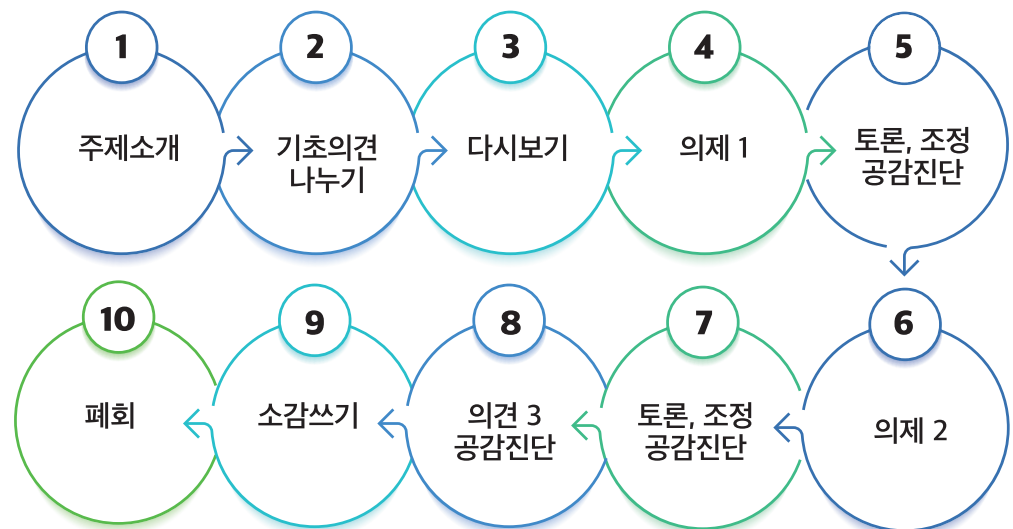 1
주제소개
2
기초의견
나누기
3
다시보기
4
의제 1
5
토론, 조정
공감진단
6
의제 2
7
토론, 조정
공감진단
8
의견 3
공감진단
9
소감쓰기
10
폐회